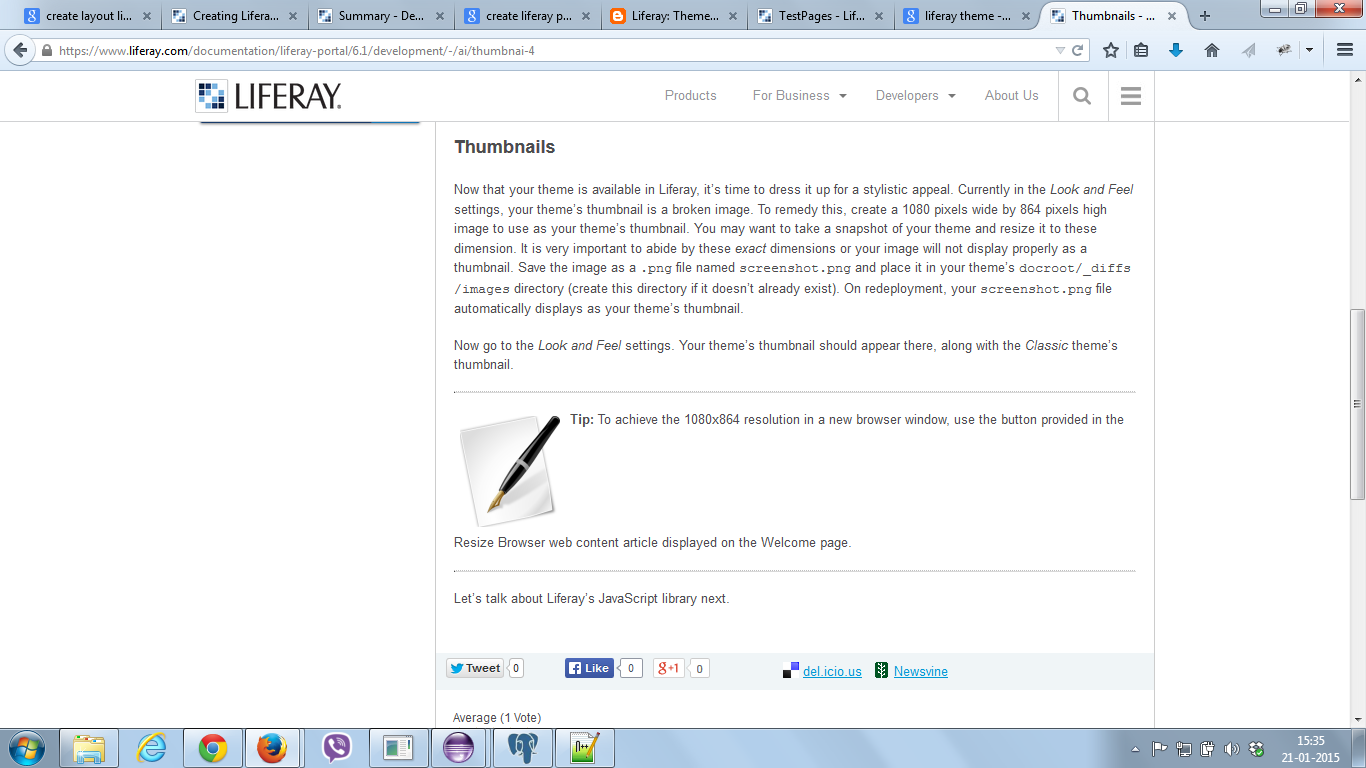 create layout li...
Creating Lifera...
Summary - De...
create liferay p...
Liferay: Theme...
TestPages - Lif...
liferay theme -...
Thumbnails - ...
https://www.liferay.com/documentation/liferay-portal/6.1/development/-/ai/thumbnai-4
LIFERAY.
Products
For Business
Developers
About Us
Thumbnails
Now that your theme is available in Liferay, it’s time to dress it up for a stylistic appeal. Currently in the Look and Feel
settings, your theme’s thumbnail is a broken image. To remedy this, create a 1080 pixels wide by 864 pixels high
image to use as your theme’s thumbnail. You may want to take a snapshot of your theme and resize it to these
dimension. It is very important to abide by these exact dimensions or your image will not display properly as a
thumbnail. Save the image as a .png file named screenshot.png and place it in your theme’s docroot/_diffs
/images directory (create this directory if it doesn’t already exist). On redeployment, your screenshot.png file
automatically displays as your theme’s thumbnail.
Now go to the Look and Feel settings. Your theme’s thumbnail should appear there, along with the Classic theme’s
thumbnail.
Tip: To achieve the 1080x864 resolution in a new browser window, use the button provided in the
Resize Browser web content article displayed on the Welcome page.
Let’s talk about Liferay’s JavaScript library next.
Tweet 0
Like 0
g+1 0
del.icio.us
Newsvine
Average (1 Vote)
15:35
21-01-2015